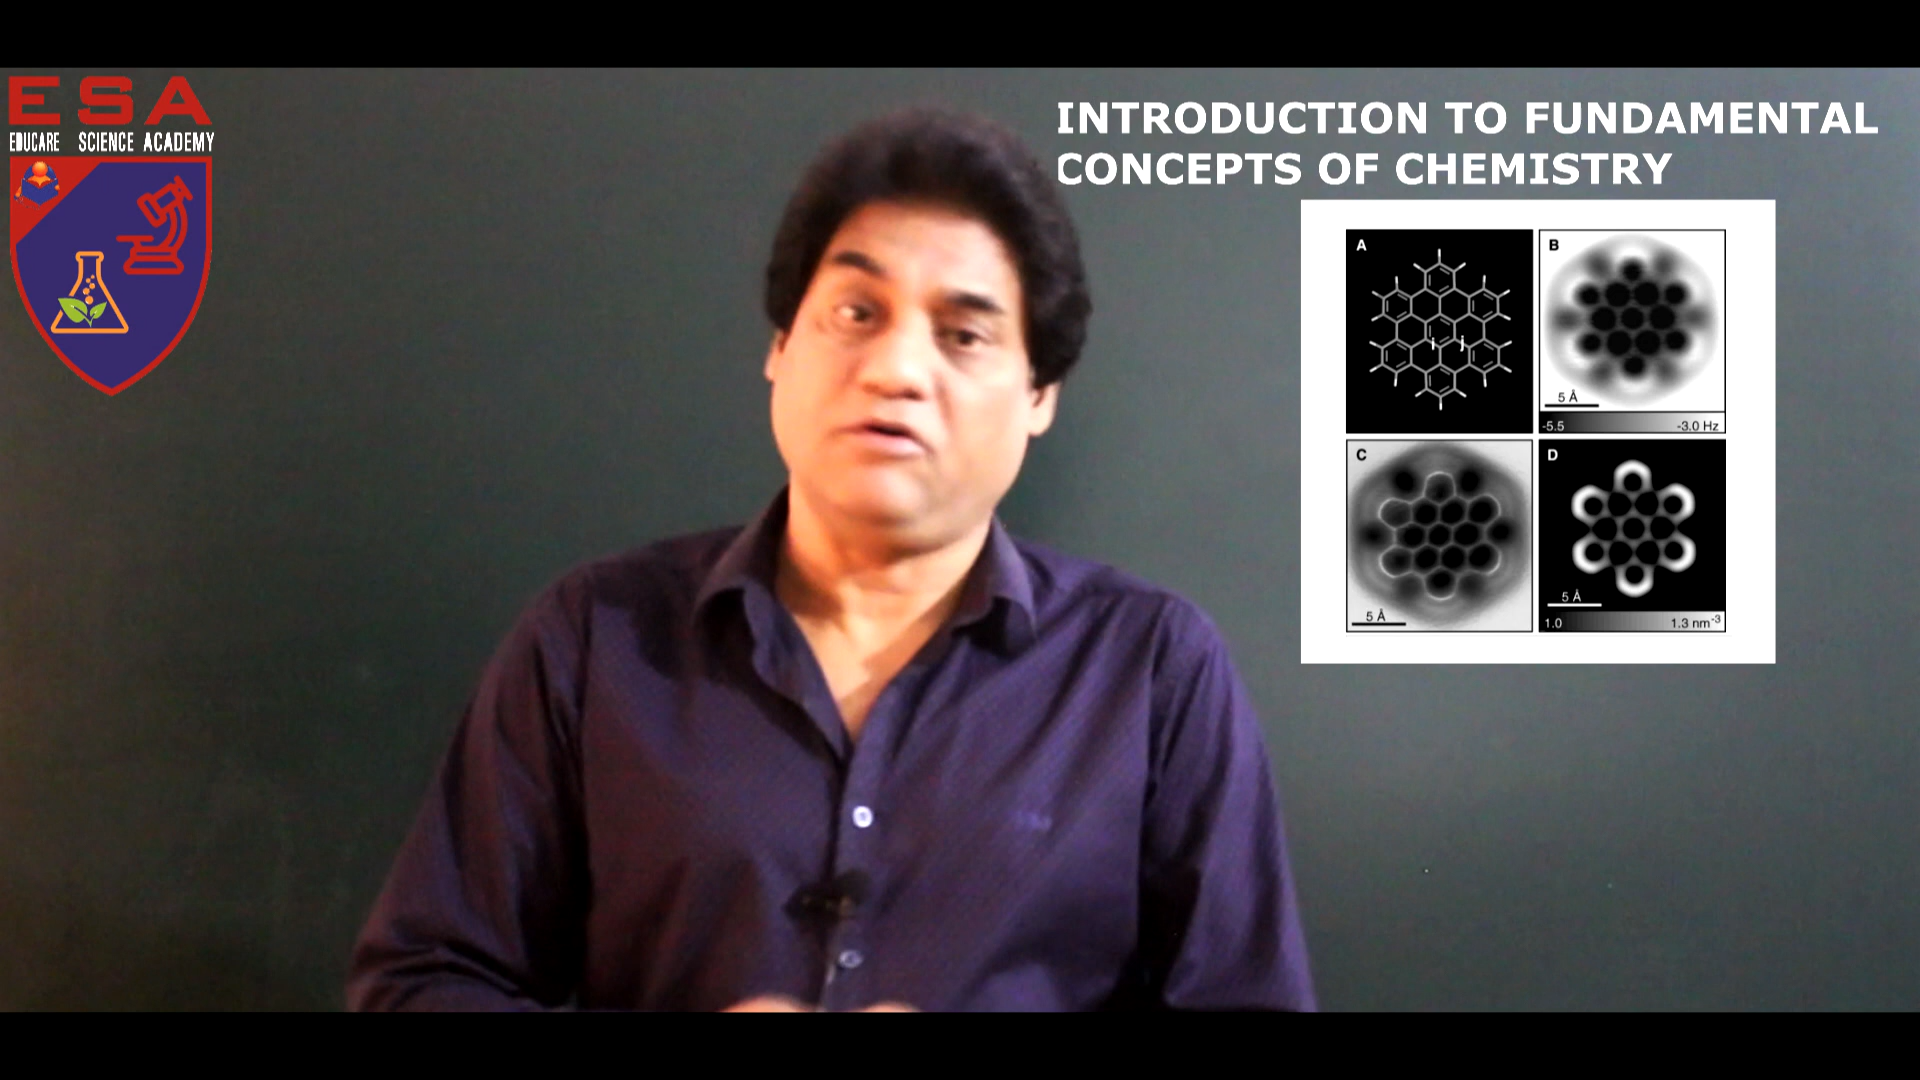 ESA
EDUCARE SCIENCE ACADEMY
INTRODUCTION TO FUNDAMENTAL
CONCEPTS OF CHEMISTRY
A
i j
B
5 Å
-5.5 -3.0 Hz
C
5 Å
D
5 Å
1.0 1.3 nm⁻³